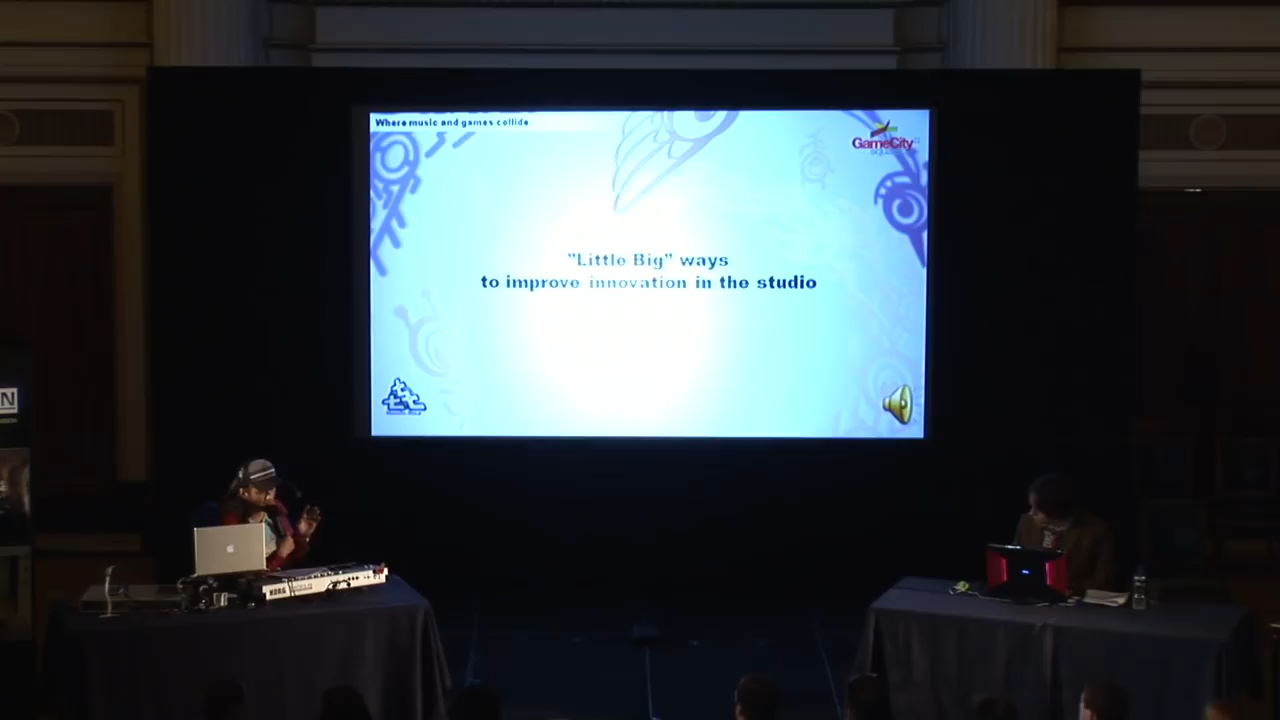 Where music and games collide
GameCity
"Little Big" ways
to improve innovation in the studio
N
KORG